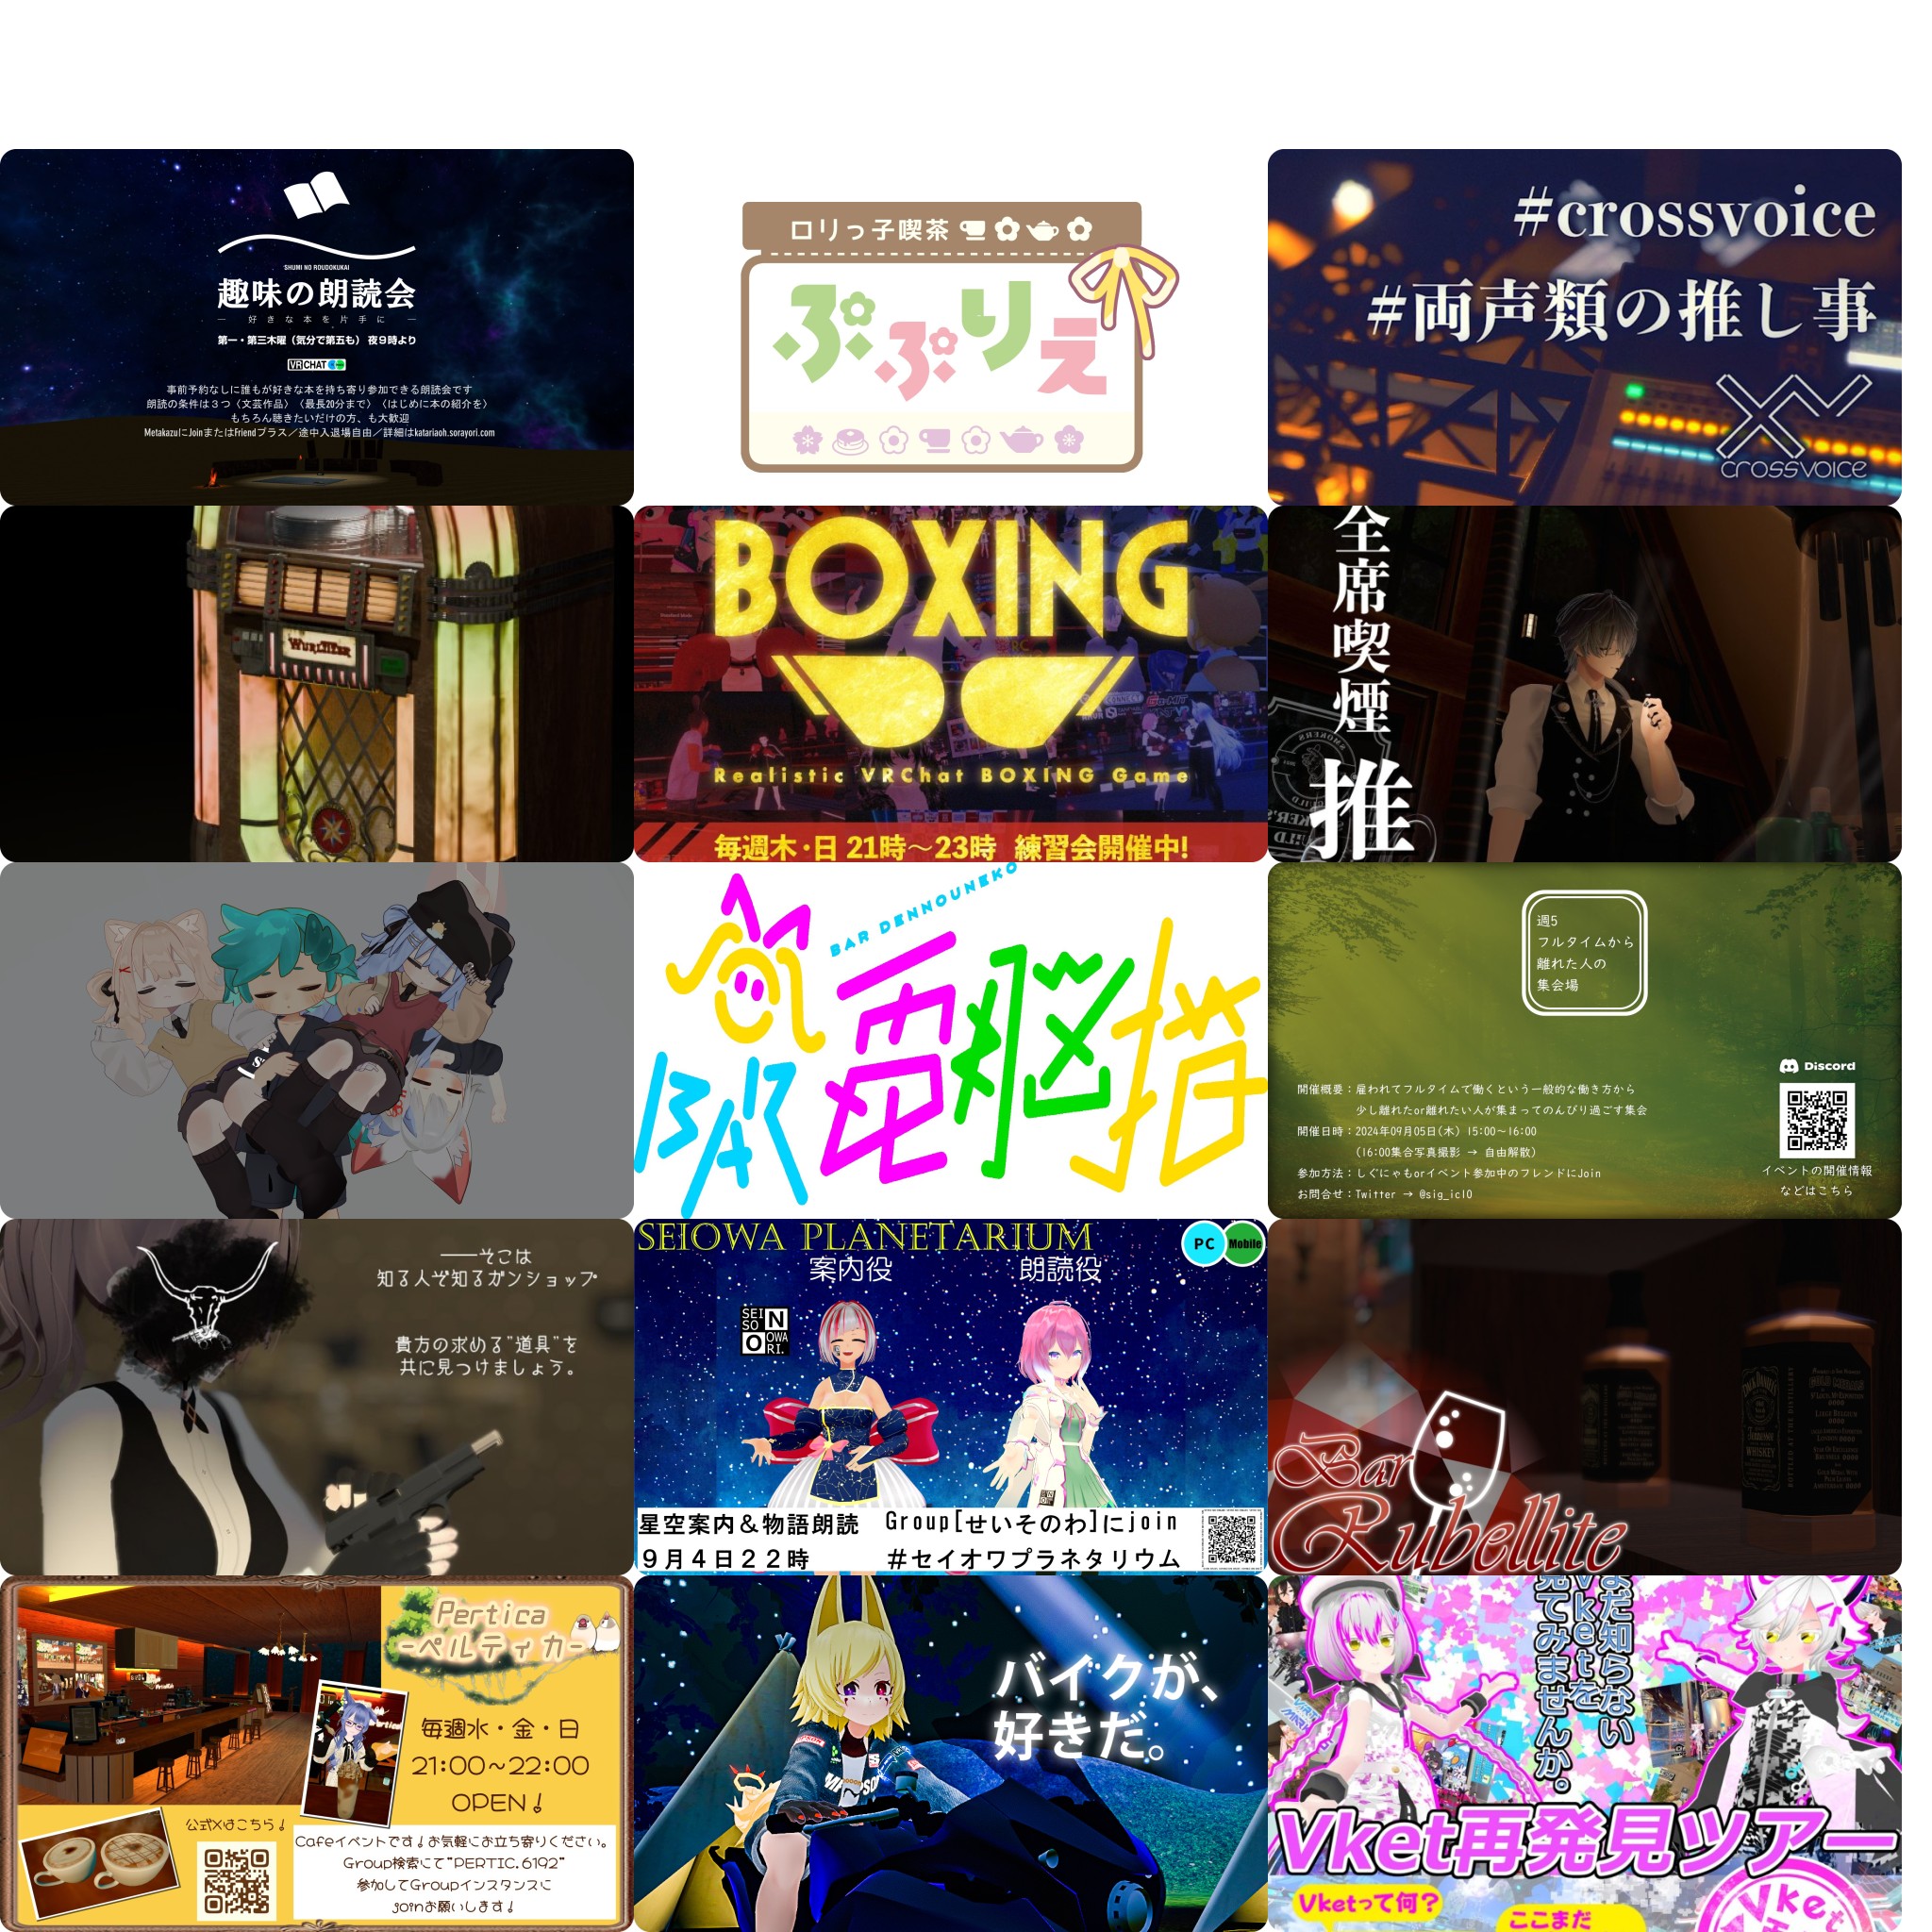 SHUMI NO ROUDOKUKAI
趣味の朗読会
― 好きな本を片手に ―
第一・第三木曜（気分で第五も） 夜９時より
VRCHAT
事前予約なしに誰もが好きな本を持ち寄り参加できる朗読会です
朗読の条件は３つ〈文芸作品〉〈最長20分まで〉〈はじめに本の紹介を〉
もちろん聴きたいだけの方、も大歓迎
MetakazuにJoinまたはFriendプラス／途中入退場自由／詳細はkatariaoh.sorayori.com
ロリっ子喫茶
ぷぷりえ
#crossvoice
#両声類の推し事
crossvoice
WURLITZER
BOXING
Realistic VRChat BOXING Game
毎週木・日 21時～23時 練習会開催中!
全席喫煙
推
BAR DENNOUNEKO
BAR 電脳猫
週5
フルタイムから
離れた人の
集会場
開催概要：雇われてフルタイムで働くという一般的な働き方から
少し離れたor離れたい人が集まってのんびり過ごす集会
開催日時：2024年09月05日(木) 15:00～16:00
(16:00集合写真撮影 → 自由解散)
参加方法：しぐにゃもorイベント参加中のフレンドにJoin
お問合せ：Twitter → @sig_ic10
Discord
イベントの開催情報
などはこちら
――そこは
知る人ぞ知るガンショップ
貴方の求める"道具"を
共に見つけましょう。
SEIOWA PLANETARIUM
PC Mobile
案内役 朗読役
SEI N
SO
O OWA
RI.
星空案内＆物語朗読 Group[せいそのわ]にjoin
９月４日２２時 ＃セイオワプラネタリウム
Bar
Rubellite
Pertica
-ペルティカ-
毎週水・金・日
21:00~22:00
OPEN！
公式Xはこちら！
Cafeイベントです！お気軽にお立ち寄りください。
Group検索にて"PERTIC.6192"
参加してGroupインスタンスに
joinお願いします！
バイクが、
好きだ。
まだ知らない
Vketを
見てみませんか。
Vket再発見ツアー
Vketって何？
ここまだ
Vket